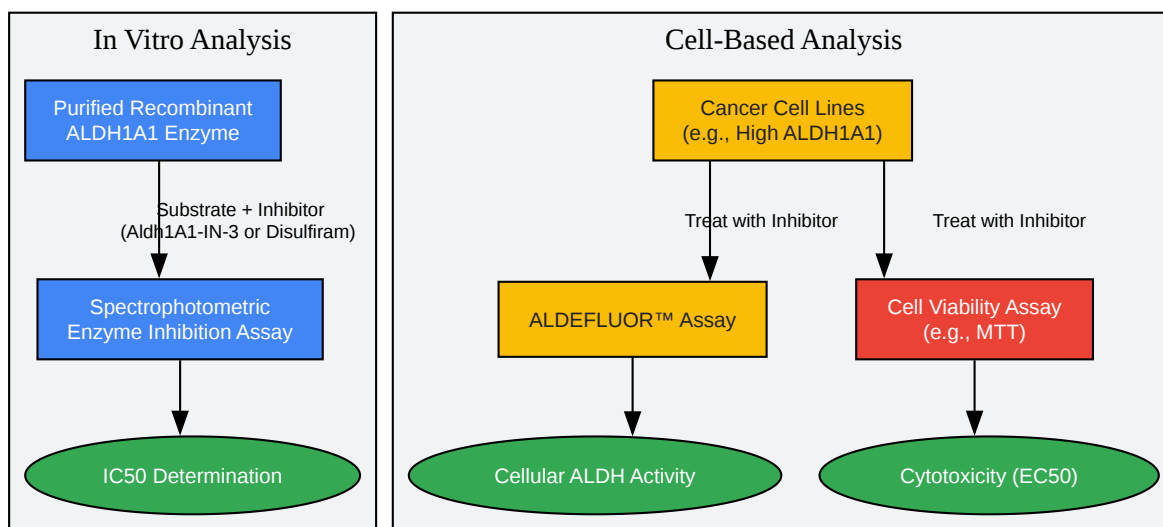 In Vitro Analysis
Purified Recombinant
ALDH1A1 Enzyme
Substrate + Inhibitor
(Aldh1A1-IN-3 or Disulfiram)
Spectrophotometric
Enzyme Inhibition Assay
IC50 Determination
Cell-Based Analysis
Cancer Cell Lines
(e.g., High ALDH1A1)
Treat with Inhibitor
Treat with Inhibitor
ALDEFLUOR™ Assay
Cell Viability Assay
(e.g., MTT)
Cellular ALDH Activity
Cytotoxicity (EC50)